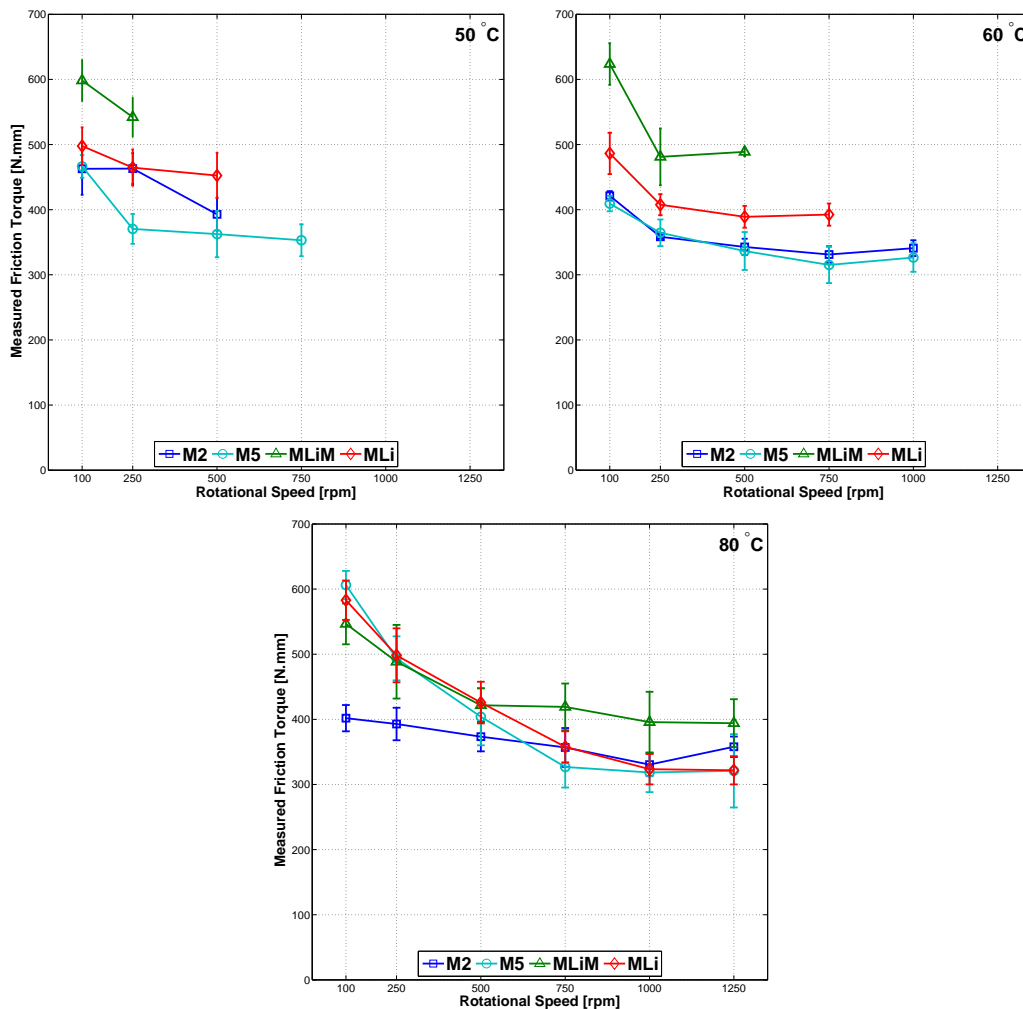 50 °C
700
600
500
400
300
200
100
0
Measured Friction Torque [N.mm]
M2 M5 MLiM MLi
100 250 500 750 1000 1250
Rotational Speed [rpm]
60 °C
700
600
500
400
300
200
100
0
M2 M5 MLiM MLi
100 250 500 750 1000 1250
Rotational Speed [rpm]
80 °C
700
600
500
400
300
200
100
0
Measured Friction Torque [N.mm]
M2 M5 MLiM MLi
100 250 500 750 1000 1250
Rotational Speed [rpm]